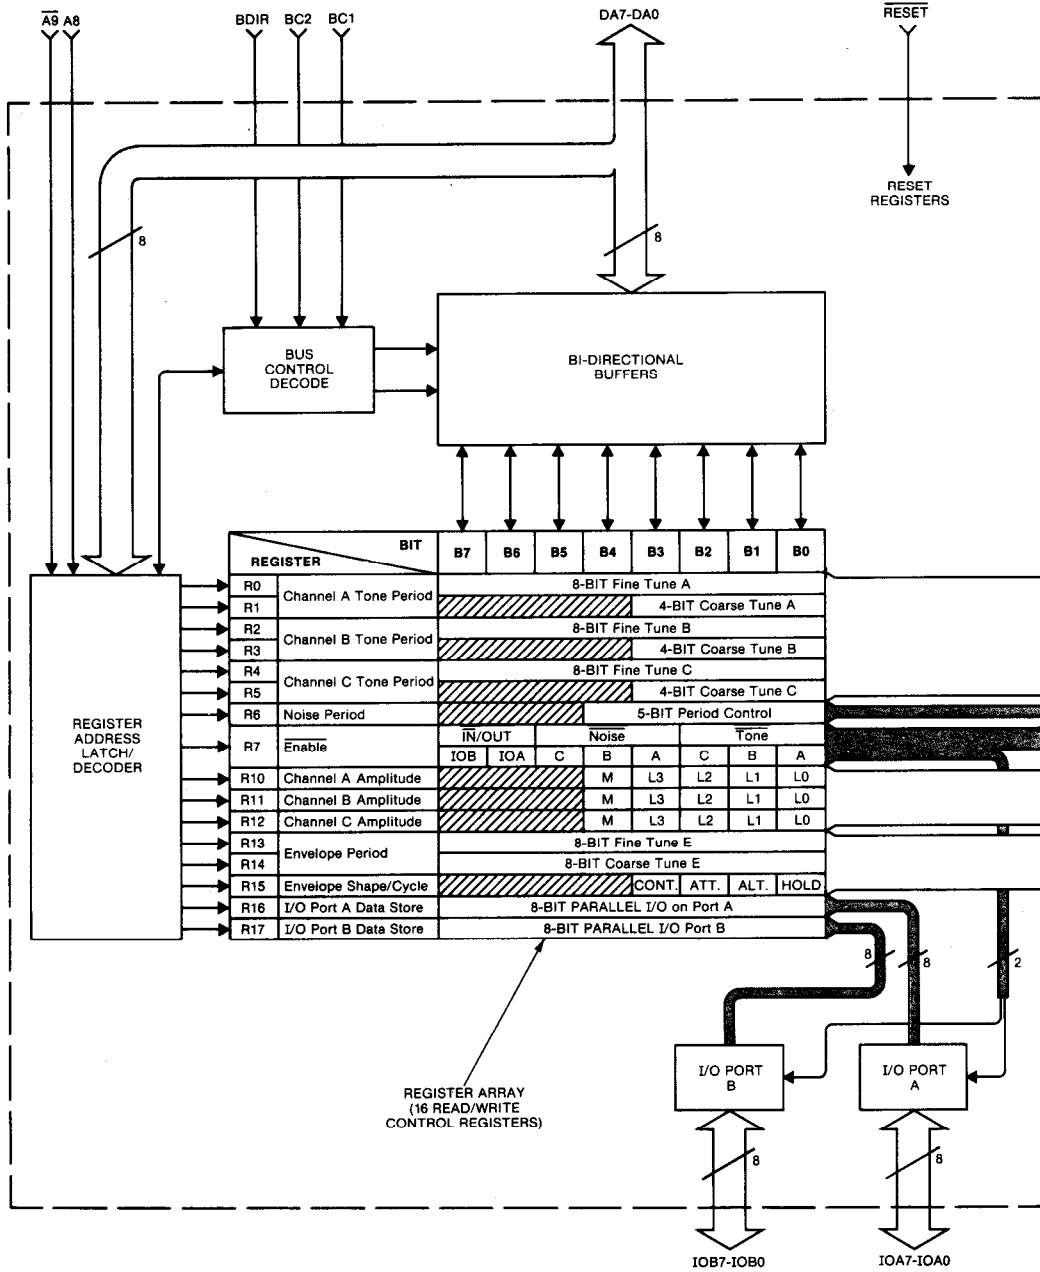 A9 A8 BDIR BC2 BC1 DA7-DA0 RESET
RESET
REGISTERS
8
8
BUS
CONTROL
DECODE
BI-DIRECTIONAL
BUFFERS
REGISTER BIT B7 B6 B5 B4 B3 B2 B1 B0
R0 Channel A Tone Period 8-BIT Fine Tune A
R1 4-BIT Coarse Tune A
R2 Channel B Tone Period 8-BIT Fine Tune B
R3 4-BIT Coarse Tune B
R4 Channel C Tone Period 8-BIT Fine Tune C
R5 4-BIT Coarse Tune C
R6 Noise Period 5-BIT Period Control
R7 Enable IN/OUT Noise Tone
IOB IOA C B A C B A
R10 Channel A Amplitude M L3 L2 L1 L0
R11 Channel B Amplitude M L3 L2 L1 L0
R12 Channel C Amplitude M L3 L2 L1 L0
R13 Envelope Period 8-BIT Fine Tune E
R14 8-BIT Coarse Tune E
R15 Envelope Shape/Cycle CONT. ATT. ALT. HOLD
R16 I/O Port A Data Store 8-BIT PARALLEL I/O on Port A
R17 I/O Port B Data Store 8-BIT PARALLEL I/O Port B
REGISTER
ADDRESS
LATCH/
DECODER
8 8 2
I/O PORT
B
I/O PORT
A
REGISTER ARRAY
(16 READ/WRITE
CONTROL REGISTERS)
8 8
IOB7-IOB0 IOA7-IOA0